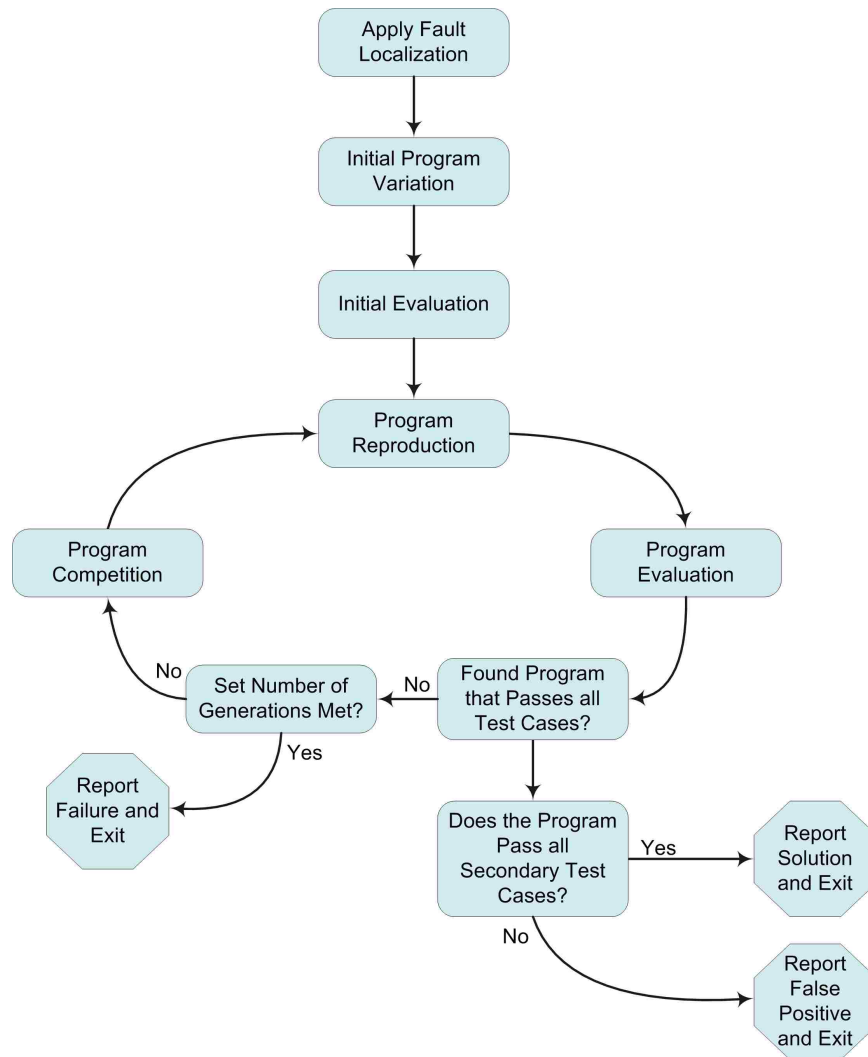 Apply Fault
Localization
Initial Program
Variation
Initial Evaluation
Program
Reproduction
Program
Competition
Program
Evaluation
No
Set Number of
Generations Met?
No
Found Program
that Passes all
Test Cases?
Yes
Report
Failure and
Exit
Does the Program
Pass all
Secondary Test
Cases?
Yes
Report
Solution
and Exit
No
Report
False
Positive
and Exit